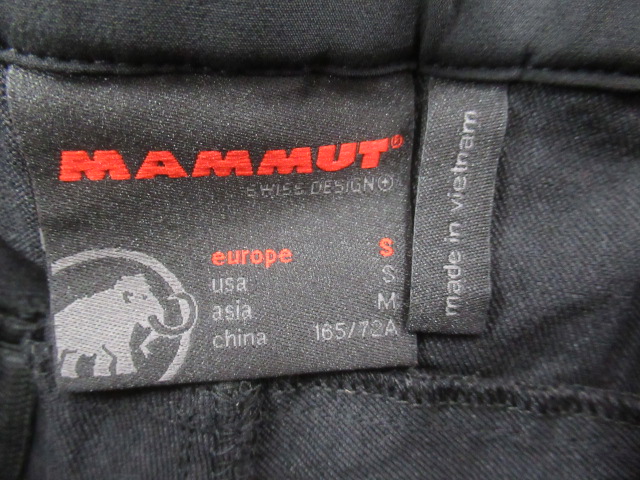 MAMMUT®
SWISS DESIGN
europe S
usa S
asia M
china 165/72A
made in vietnam